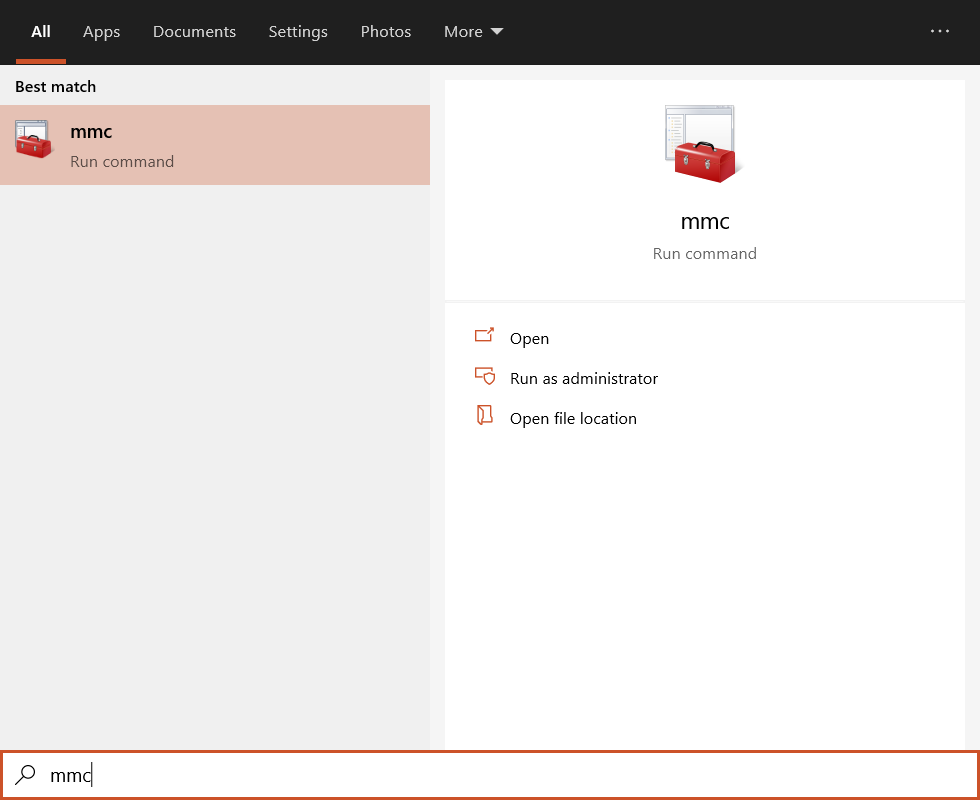 All Apps Documents Settings Photos More ...
Best match
mmc
Run command
mmc
Run command
Open
Run as administrator
Open file location
mmc